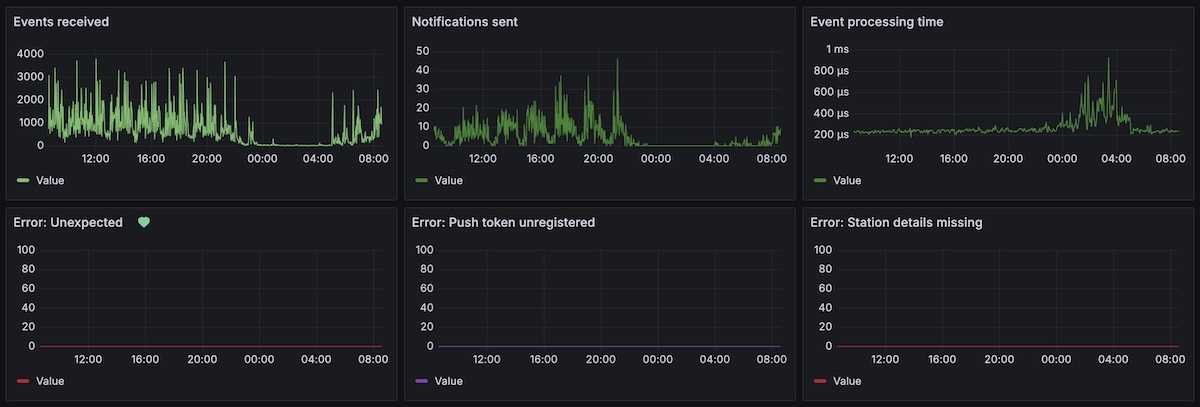 Events received
4000
3000
2000
1000
0
12:00 16:00 20:00 00:00 04:00 08:00
Value
Notifications sent
50
40
30
20
10
0
12:00 16:00 20:00 00:00 04:00 08:00
Value
Event processing time
1 ms
800 µs
600 µs
400 µs
200 µs
12:00 16:00 20:00 00:00 04:00 08:00
Value
Error: Unexpected
100
80
60
40
20
0
12:00 16:00 20:00 00:00 04:00 08:00
Value
Error: Push token unregistered
100
80
60
40
20
0
12:00 16:00 20:00 00:00 04:00 08:00
Value
Error: Station details missing
100
80
60
40
20
0
12:00 16:00 20:00 00:00 04:00 08:00
Value